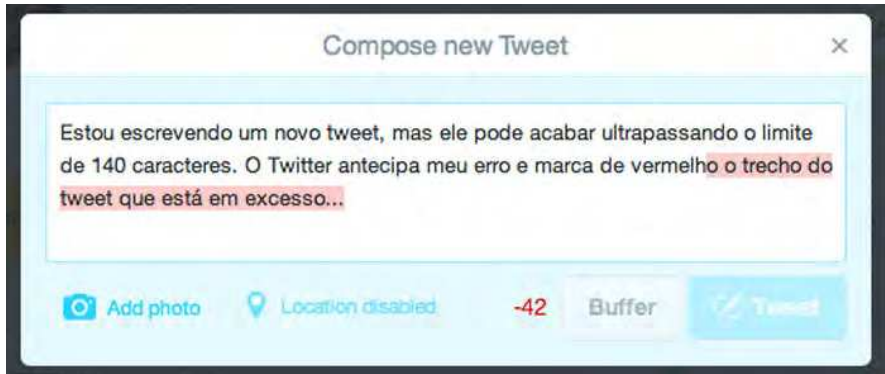 Compose new Tweet ×
Estou escrevendo um novo tweet, mas ele pode acabar ultrapassando o limite
de 140 caracteres. O Twitter antecipa meu erro e marca de vermelho o trecho do
tweet que está em excesso...
Add photo Location disabled -42 Buffer Tweet